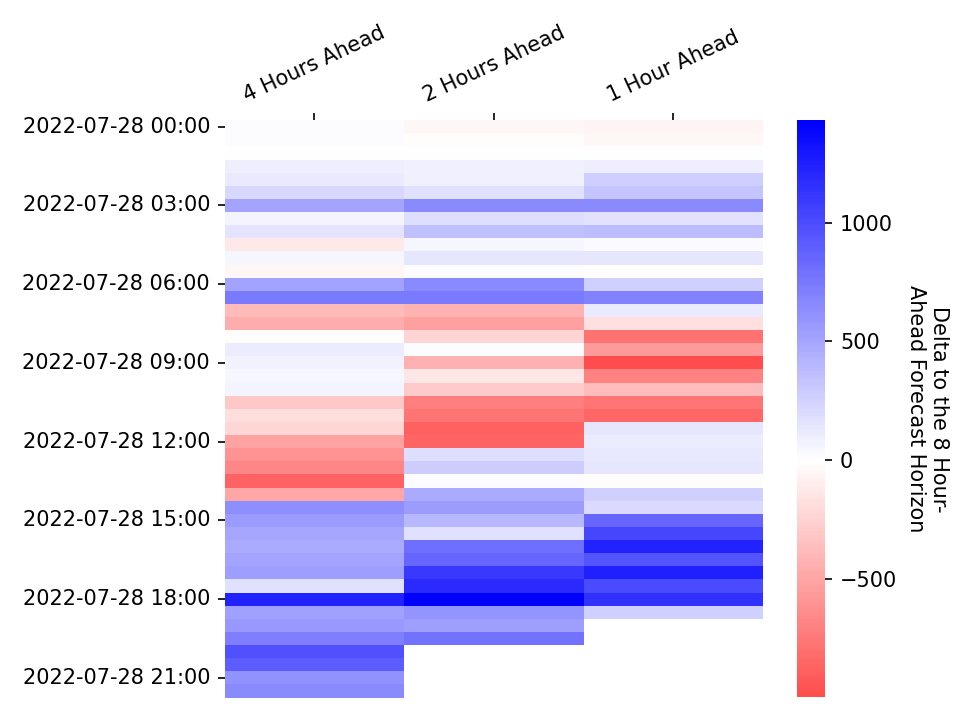 4 Hours Ahead
2 Hours Ahead
1 Hour Ahead
2022-07-28 00:00
2022-07-28 03:00
2022-07-28 06:00
2022-07-28 09:00
2022-07-28 12:00
2022-07-28 15:00
2022-07-28 18:00
2022-07-28 21:00
1000
500
0
−500
Delta to the 8 Hour-
Ahead Forecast Horizon